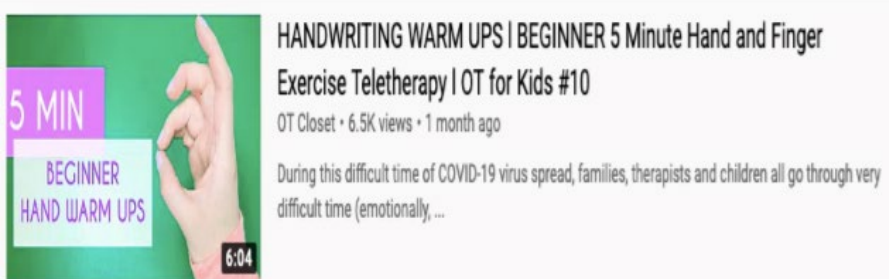 5 MIN
BEGINNER
HAND WARM UPS
6:04
HANDWRITING WARM UPS | BEGINNER 5 Minute Hand and Finger
Exercise Teletherapy | OT for Kids #10
OT Closet • 6.5K views • 1 month ago
During this difficult time of COVID-19 virus spread, families, therapists and children all go through very
difficult time (emotionally, ...